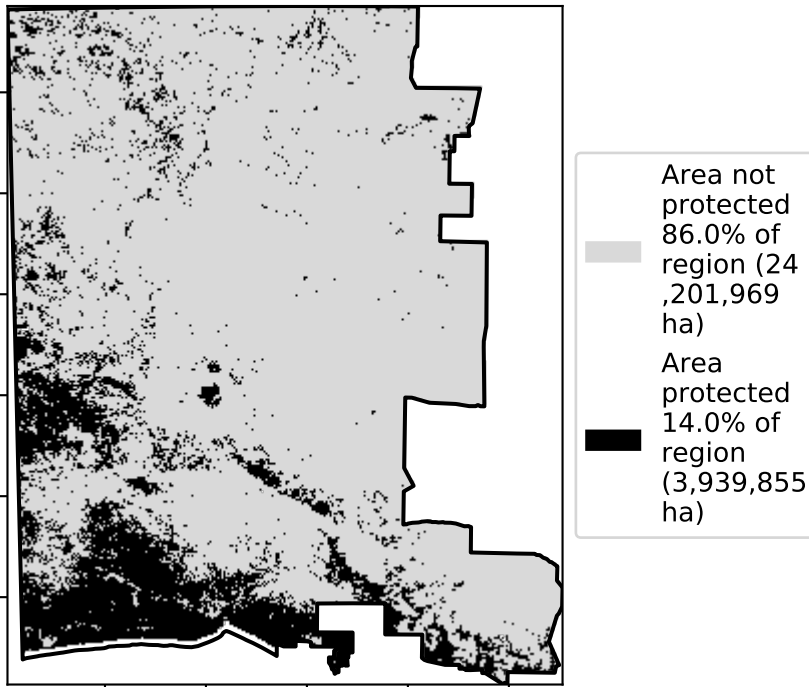 Area not
protected
86.0% of
region (24
,201,969
ha)
Area
protected
14.0% of
region
(3,939,855
ha)